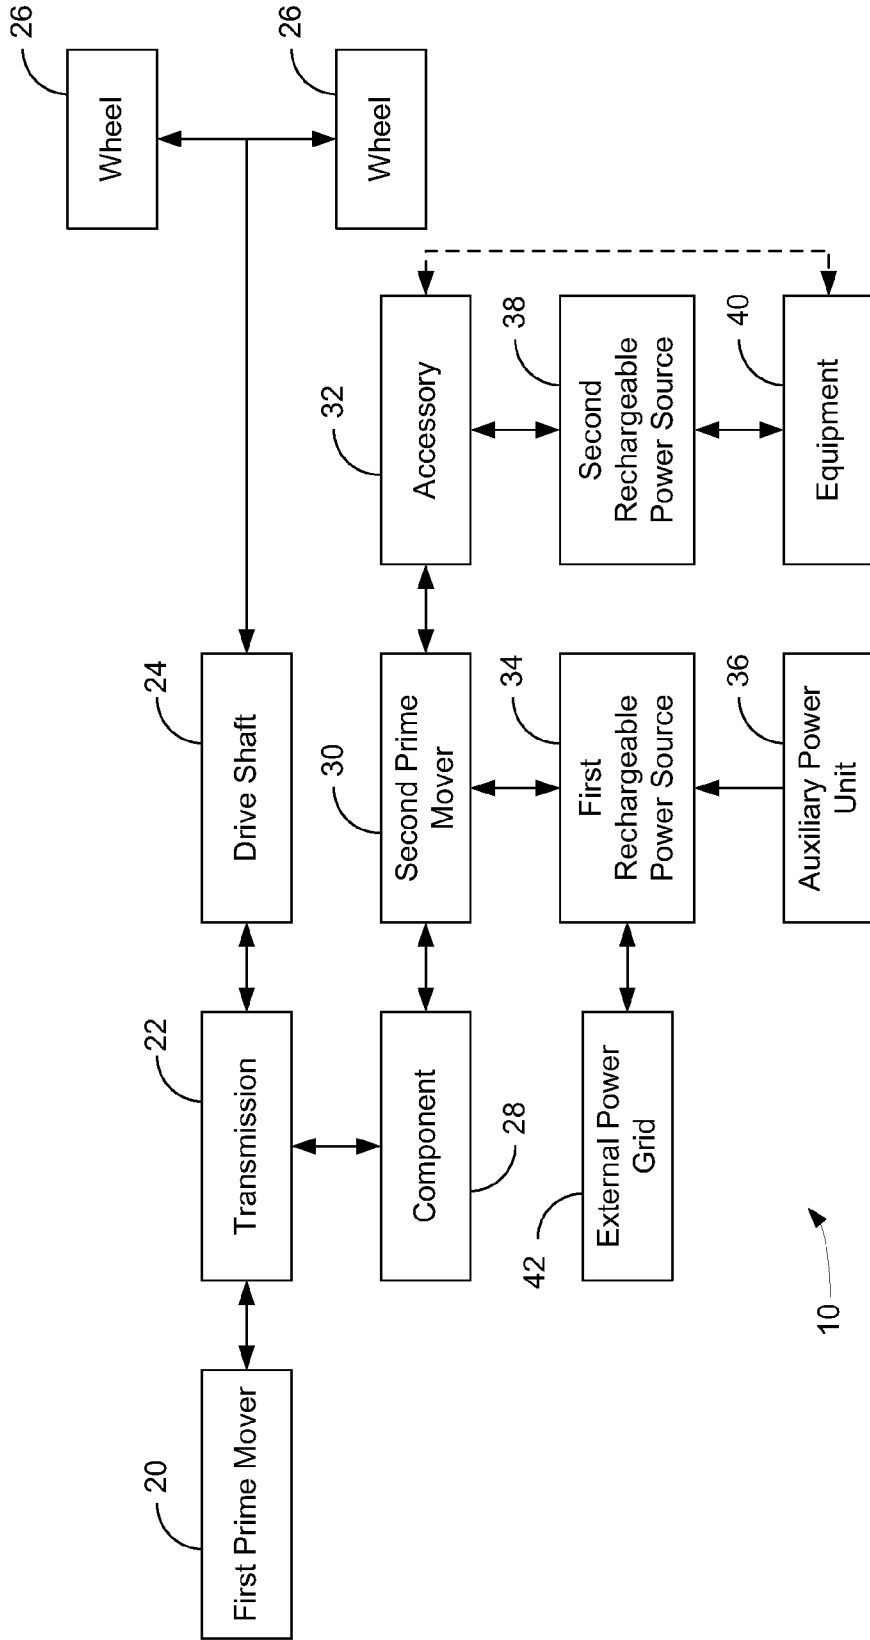 20
First Prime Mover
22
Transmission
24
Drive Shaft
26
Wheel
26
Wheel
28
Component
30
Second Prime
Mover
32
Accessory
42
External Power
Grid
34
First
Rechargeable
Power Source
38
Second
Rechargeable
Power Source
36
Auxiliary Power
Unit
40
Equipment
10